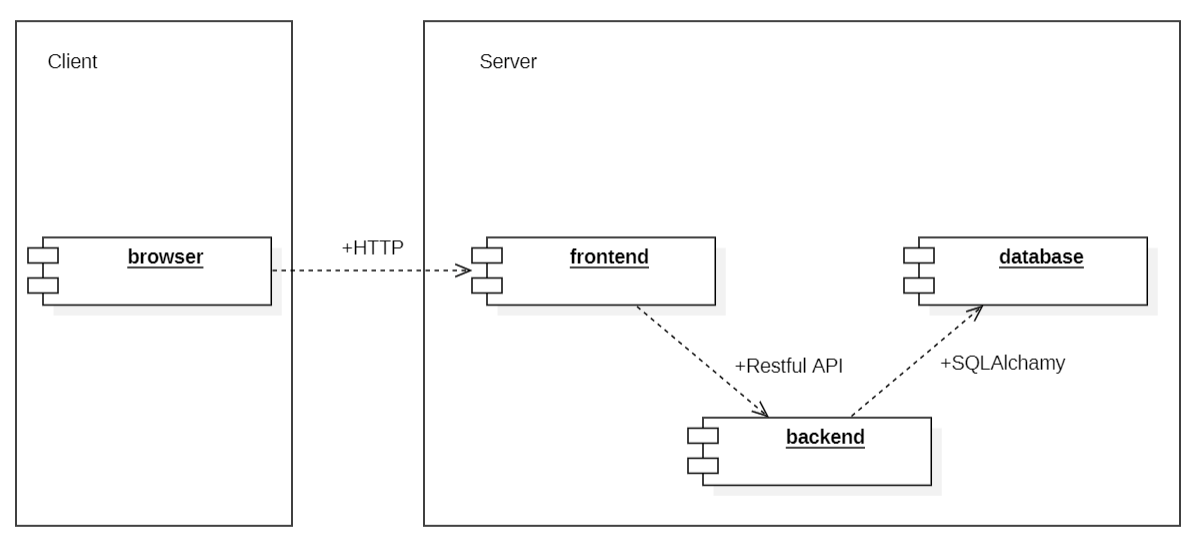 Client
Server
browser
+HTTP
frontend
database
+Restful API
+SQLAlchamy
backend